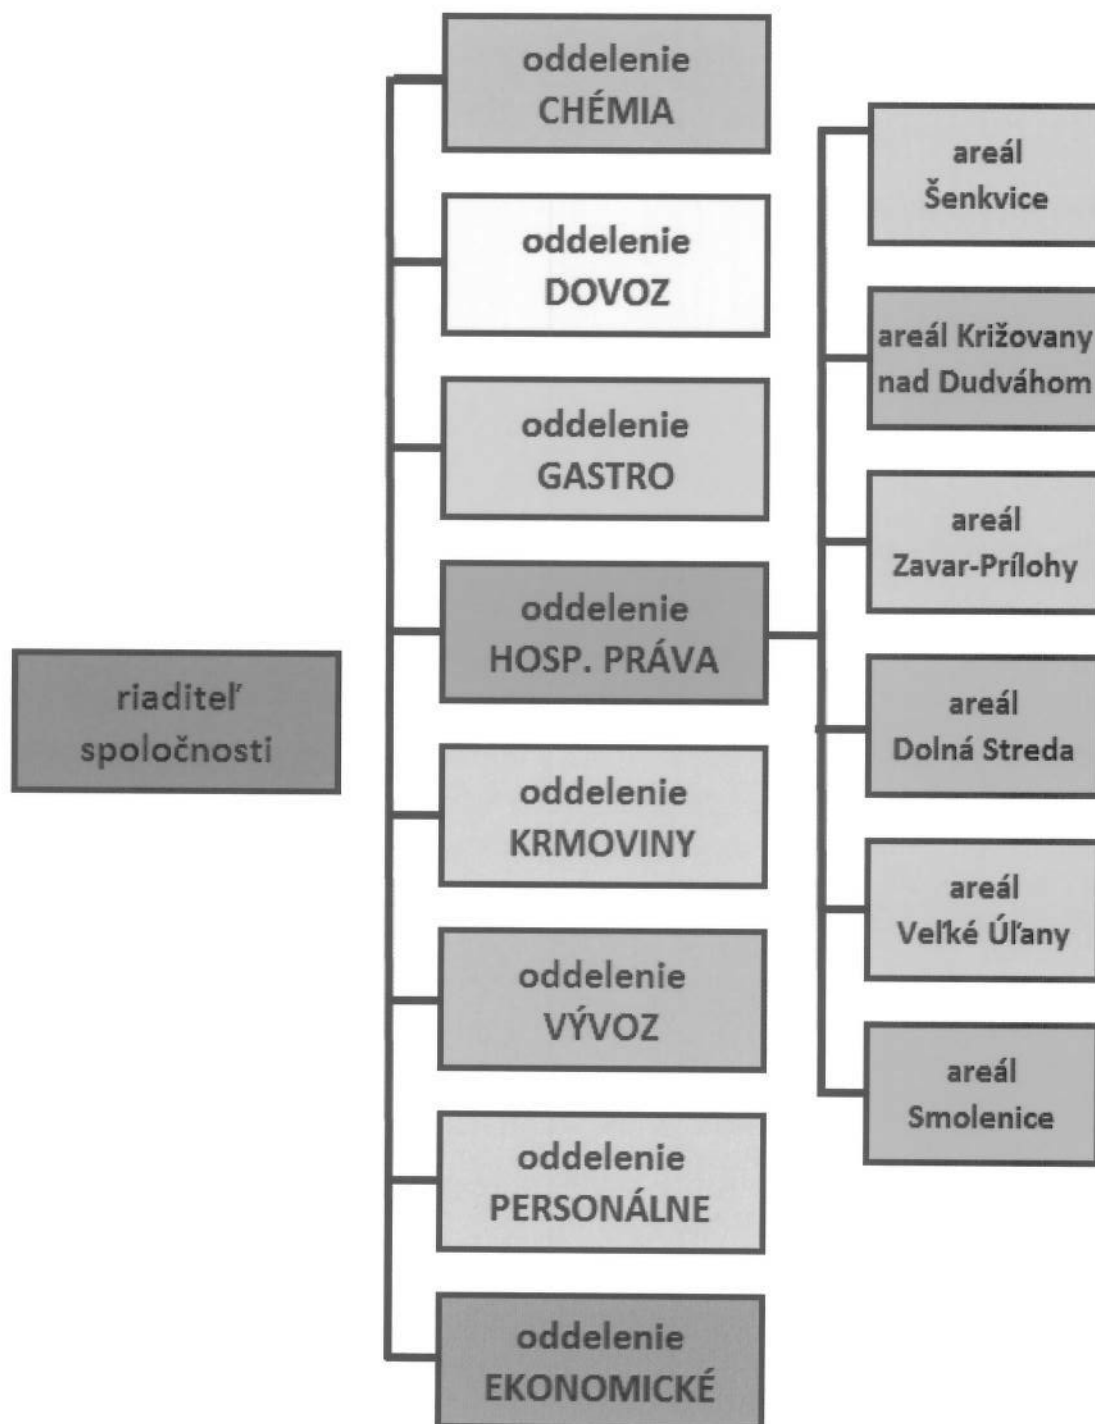 riaditeľ
spoločnosti
oddelenie
CHÉMIA
oddelenie
DOVOZ
oddelenie
GASTRO
oddelenie
HOSP. PRÁVA
oddelenie
KRMOVINY
oddelenie
VÝVOZ
oddelenie
PERSONÁLNE
oddelenie
EKONOMICKÉ
areál
Šenkvice
areál Križovany
nad Dudváhom
areál
Zavar-Prílohy
areál
Dolná Streda
areál
Veľké Úľany
areál
Smolenice